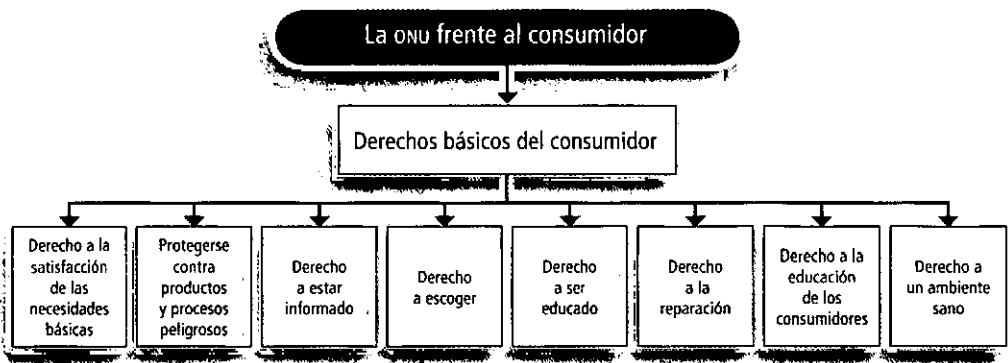 La ONU frente al consumidor
Derechos básicos del consumidor
Derecho a la
satisfacción
de las
necesidades
básicas
Protegerse
contra
productos
y procesos
peligrosos
Derecho
a estar
informado
Derecho
a escoger
Derecho
a ser
educado
Derecho
a la
reparación
Derecho a la
educación
de los
consumidores
Derecho a
un ambiente
sano